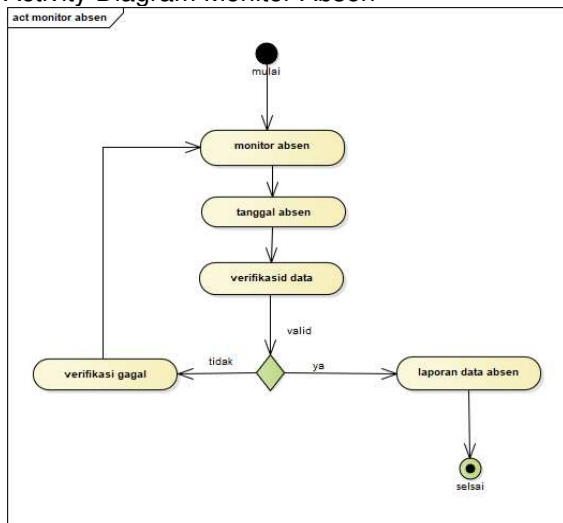 Activity Diagram Monitor Absen
act monitor absen
mulai
monitor absen
tanggal absen
verifikasid data
valid
tidak
ya
verifikasi gagal
laporan data absen
selsai